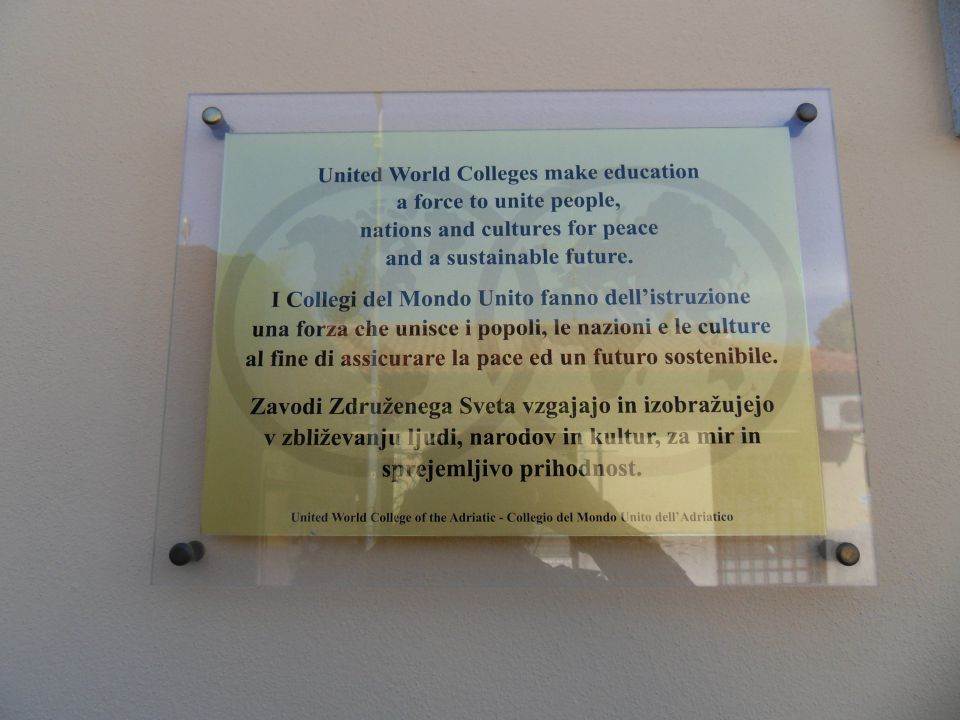 United World Colleges make education
a force to unite people,
nations and cultures for peace
and a sustainable future.
I Collegi del Mondo Unito fanno dell'istruzione
una forza che unisce i popoli, le nazioni e le culture
al fine di assicurare la pace ed un futuro sostenibile.
Zavodi Združenega Sveta vzgajajo in izobražujejo
v zbliževanju ljudi, narodov in kultur, za mir in
sprejemljivo prihodnost.
United World College of the Adriatic - Collegio del Mondo Unito dell'Adriatico